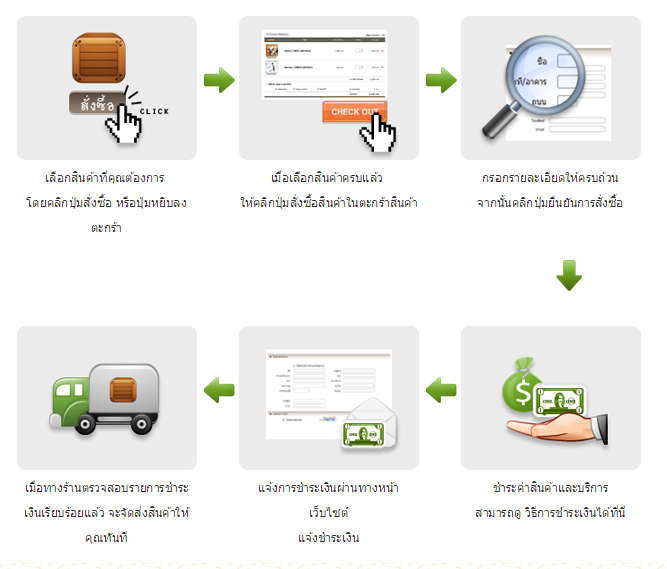 สั่งซื้อ
CLICK
CHECK OUT
ชื่อ
ที่/อาคาร
ถนน
Email
เลือกสินค้าที่คุณต้องการ
โดยคลิกปุ่มสั่งซื้อ หรือปุ่มหยิบลง
ตะกร้า
เมื่อเลือกสินค้าครบแล้ว
ให้คลิกปุ่มสั่งซื้อสินค้าในตะกร้าสินค้า
กรอกรายละเอียดให้ครบถ้วน
จากนั้นคลิกปุ่มยืนยันการสั่งซื้อ
$
เมื่อทางร้านตรวจสอบรายการชำระ
เงินเรียบร้อยแล้ว จะจัดส่งสินค้าให้
คุณทันที
แจ้งการชำระเงินผ่านทางหน้า
เว็บไซต์
แจ้งชำระเงิน
ชำระค่าสินค้าและบริการ
สามารถดู วิธีการชำระเงินได้ที่นี่